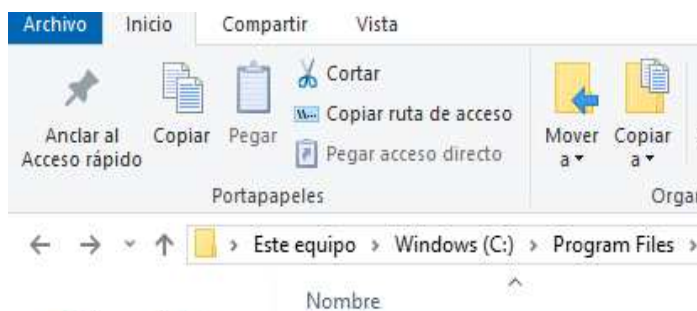 Archivo Inicio Compartir Vista
Cortar
Copiar ruta de acceso
Pegar acceso directo
Anclar al
Acceso rápido
Copiar
Pegar
Mover
a
Copiar
a
Portapapeles
Este equipo > Windows (C:) > Program Files >
Nombre